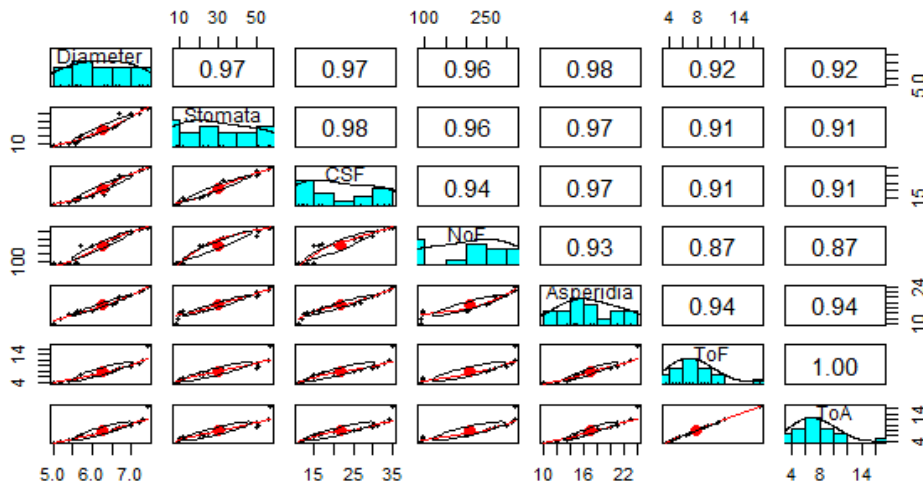 10 30 50 100 250 4 8 14
Diameter 0.97 0.97 0.96 0.98 0.92 0.92 5.0
10 Stomata 0.98 0.96 0.97 0.91 0.91
CSF 0.94 0.97 0.91 0.91 15
100 NoF 0.93 0.87 0.87
Asperidia 0.94 0.94 10 24
4 14 ToF 1.00
ToA 4 14
5.0 6.0 7.0 15 25 35 10 16 22 4 8 14